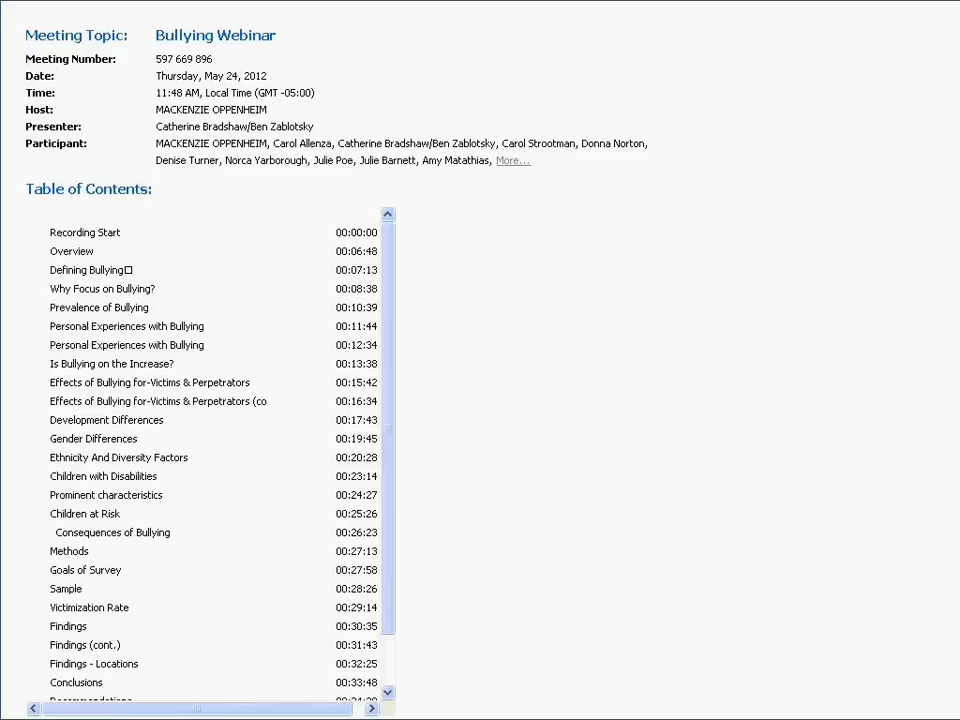 Meeting Topic: Bullying Webinar
Meeting Number: 597 669 896
Date: Thursday, May 24, 2012
Time: 11:48 AM, Local Time (GMT -05:00)
Host: MACKENZIE OPPENHEIM
Presenter: Catherine Bradshaw/Ben Zablotsky
Participant: MACKENZIE OPPENHEIM, Carol Allenza, Catherine Bradshaw/Ben Zablotsky, Carol Strootman, Donna Norton,
Denise Turner, Norca Yarborough, Julie Poe, Julie Barnett, Amy Matathias, More...
Table of Contents:
Recording Start 00:00:00
Overview 00:06:48
Defining Bullying□ 00:07:13
Why Focus on Bullying? 00:08:38
Prevalence of Bullying 00:10:39
Personal Experiences with Bullying 00:11:44
Personal Experiences with Bullying 00:12:34
Is Bullying on the Increase? 00:13:38
Effects of Bullying for-Victims & Perpetrators 00:15:42
Effects of Bullying for-Victims & Perpetrators (co 00:16:34
Development Differences 00:17:43
Gender Differences 00:19:45
Ethnicity And Diversity Factors 00:20:28
Children with Disabilities 00:23:14
Prominent characteristics 00:24:27
Children at Risk 00:25:26
Consequences of Bullying 00:26:23
Methods 00:27:13
Goals of Survey 00:27:58
Sample 00:28:26
Victimization Rate 00:29:14
Findings 00:30:35
Findings (cont.) 00:31:43
Findings - Locations 00:32:25
Conclusions 00:33:48